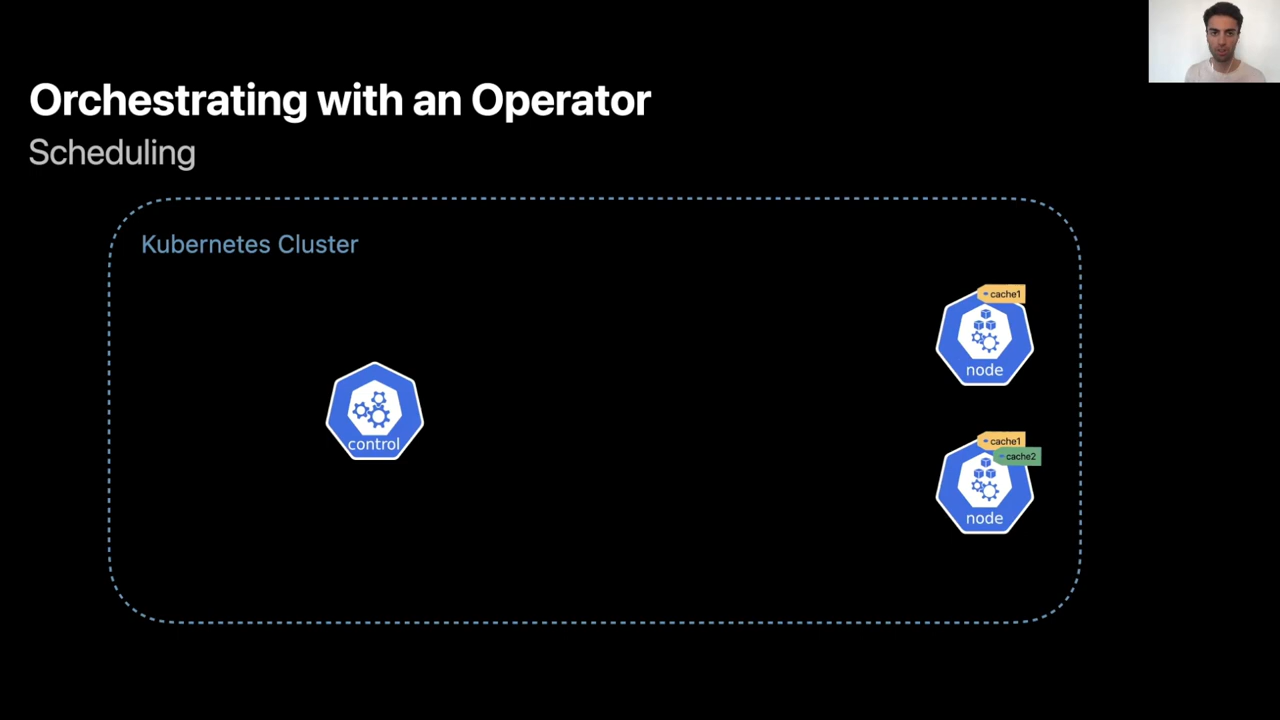 Orchestrating with an Operator
Scheduling
Kubernetes Cluster
cache1
node
control
cache1
cache2
node